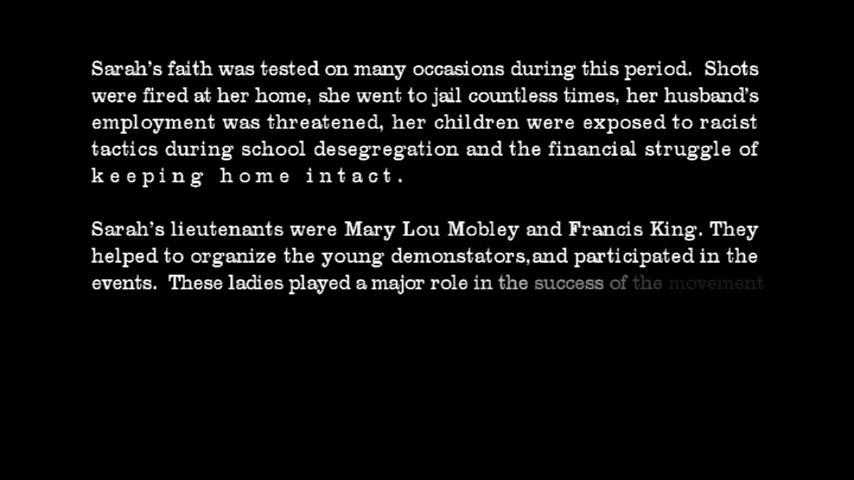 Sarah's faith was tested on many occasions during this period. Shots
were fired at her home, she went to jail countless times, her husband's
employment was threatened, her children were exposed to racist
tactics during school desegregation and the financial struggle of
keeping home intact.
Sarah's lieutenants were Mary Lou Mobley and Francis King. They
helped to organize the young demonstators,and participated in the
events. These ladies played a major role in the success of the movement